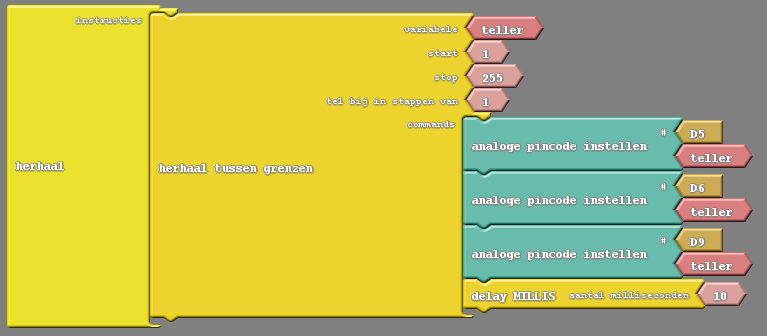 instructies
variabele teller
start 1
stop 255
tel bij in stappen van 1
commands
# D5
analoge pincode instellen
teller
herhaal
herhaal tussen grenzen
# D6
analoge pincode instellen
teller
# D9
analoge pincode instellen
teller
delay MILLIS aantal milliseconden 10